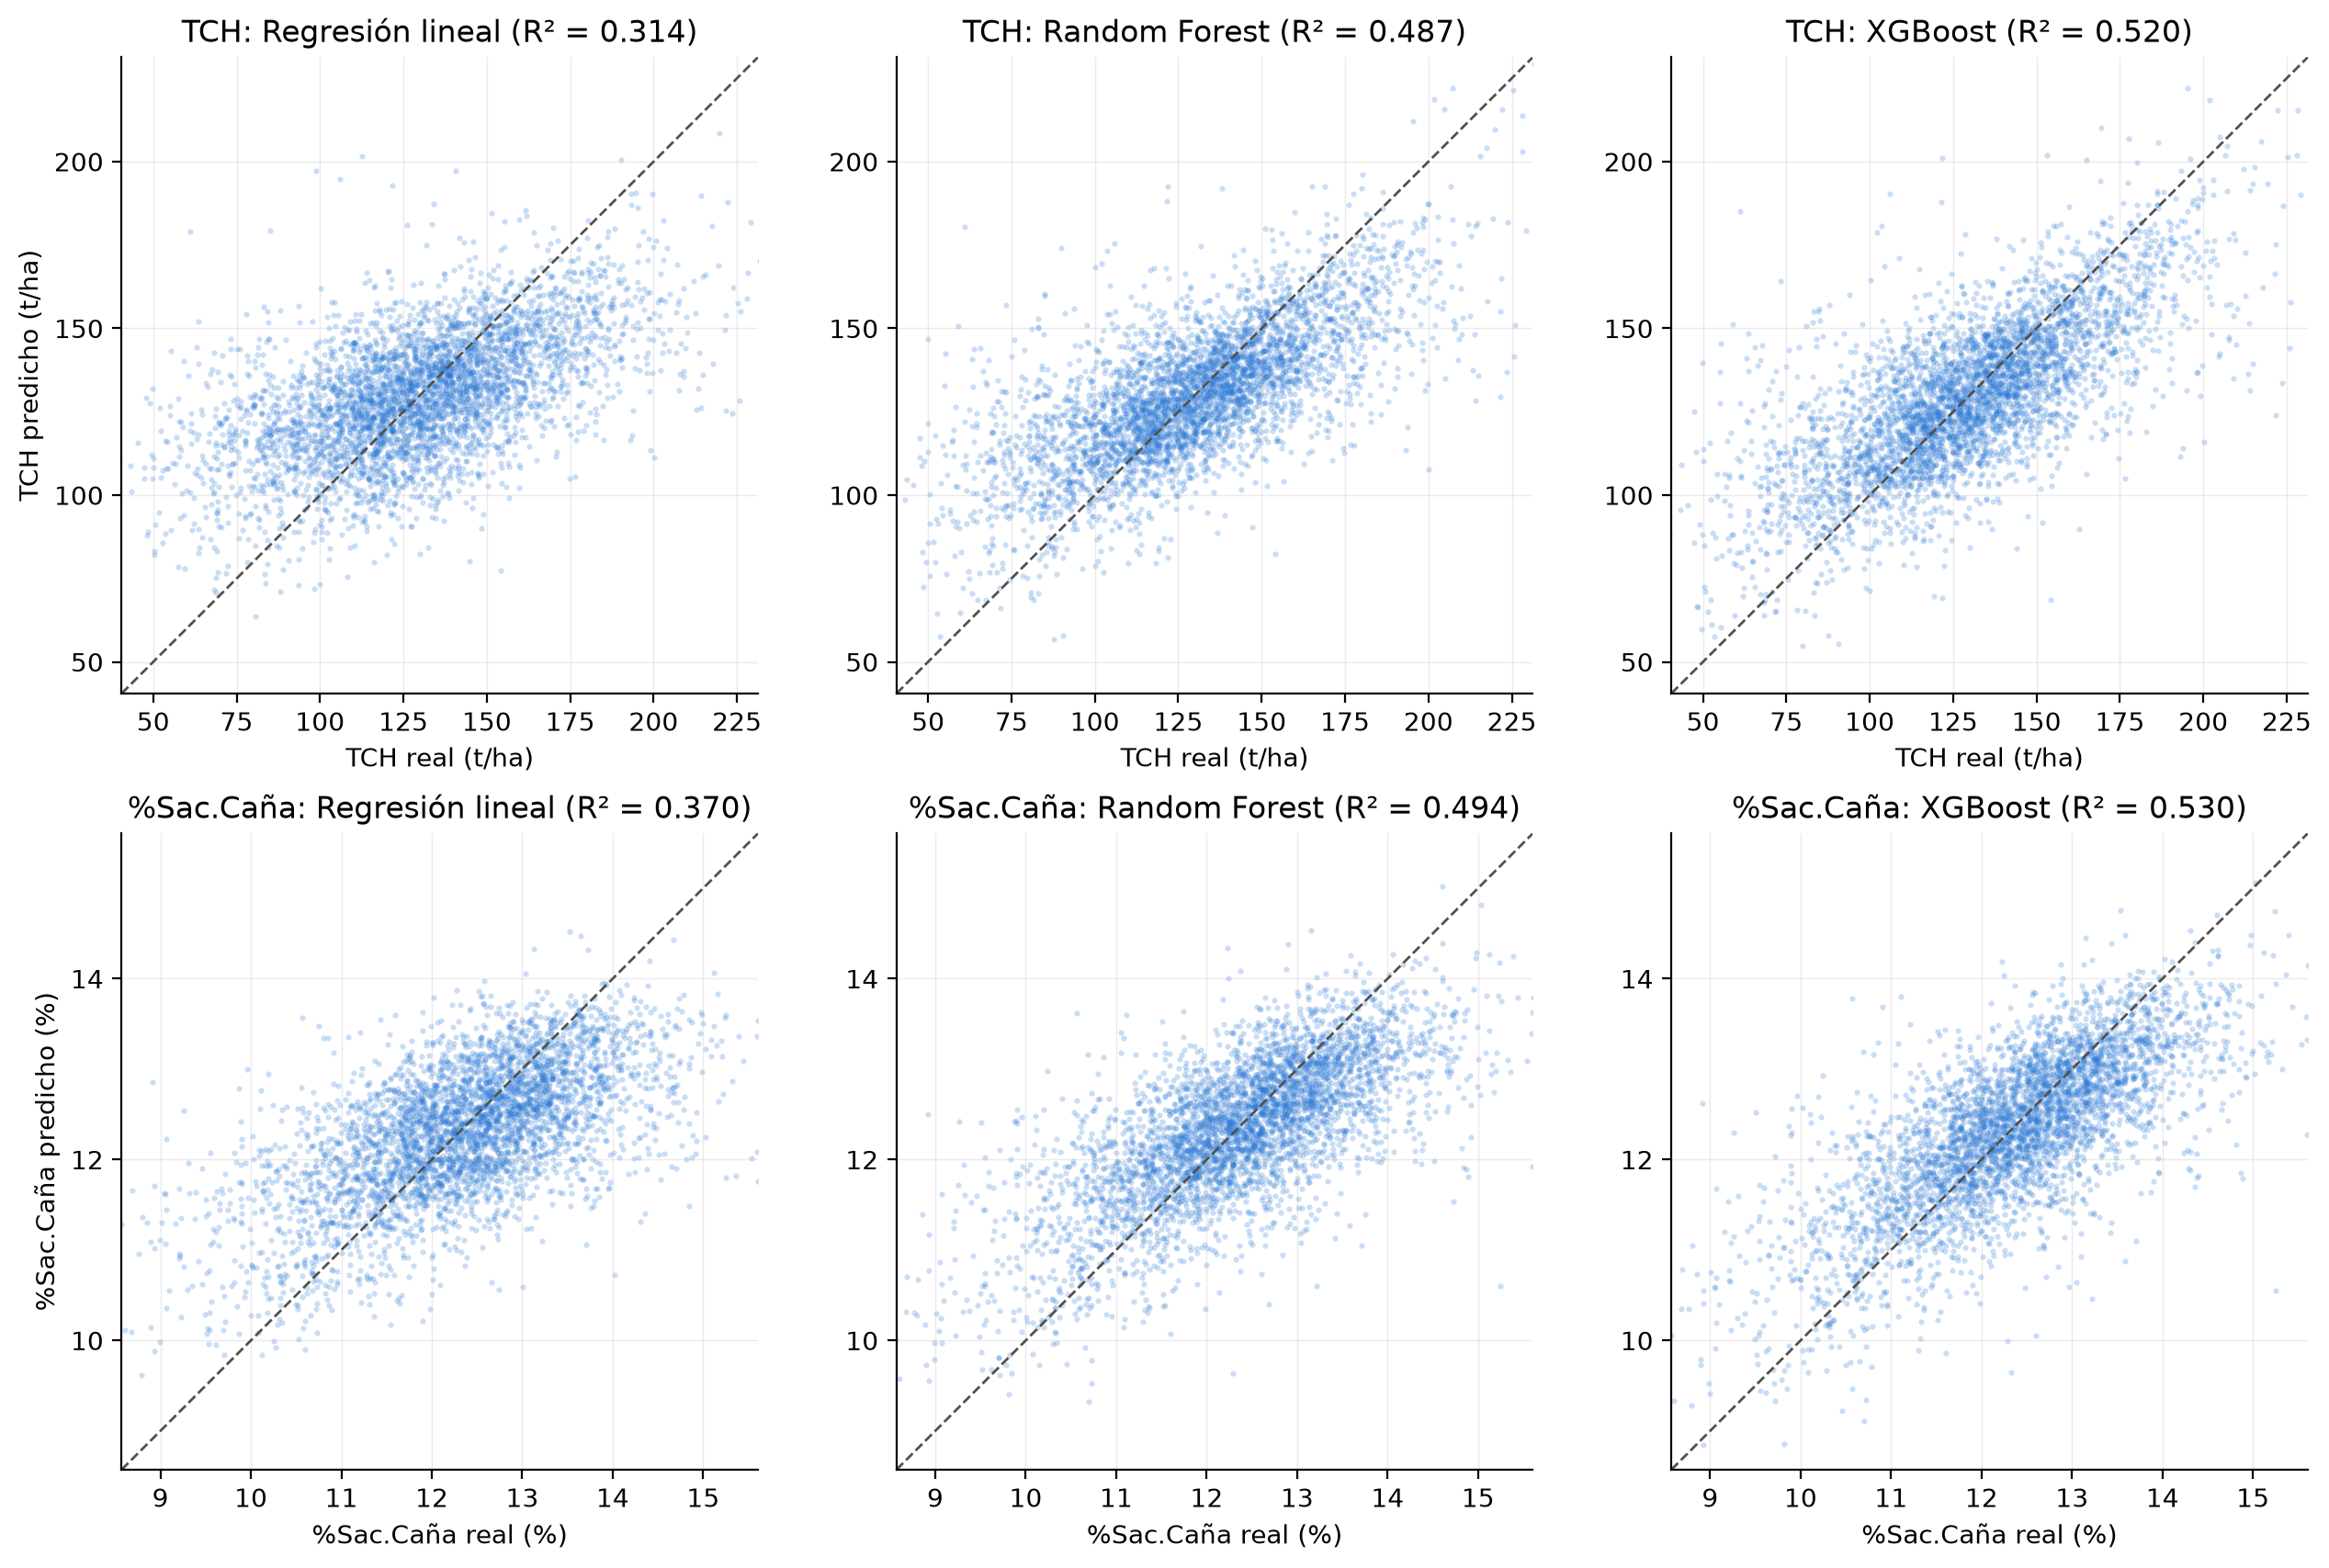 TCH: Regresión lineal (R² = 0.314)
TCH predicho (t/ha)
200
150
100
50
50 75 100 125 150 175 200 225
TCH real (t/ha)
TCH: Random Forest (R² = 0.487)
200
150
100
50
50 75 100 125 150 175 200 225
TCH real (t/ha)
TCH: XGBoost (R² = 0.520)
200
150
100
50
50 75 100 125 150 175 200 225
TCH real (t/ha)
%Sac.Caña: Regresión lineal (R² = 0.370)
%Sac.Caña predicho (%)
14
12
10
9 10 11 12 13 14 15
%Sac.Caña real (%)
%Sac.Caña: Random Forest (R² = 0.494)
14
12
10
9 10 11 12 13 14 15
%Sac.Caña real (%)
%Sac.Caña: XGBoost (R² = 0.530)
14
12
10
9 10 11 12 13 14 15
%Sac.Caña real (%)